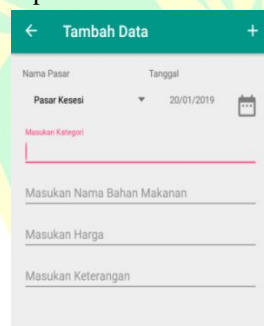 Tambah Data
Nama Pasar Tanggal
Pasar Kesesi 20/01/2019
Masukan Kategori
Masukan Nama Bahan Makanan
Masukan Harga
Masukan Keterangan